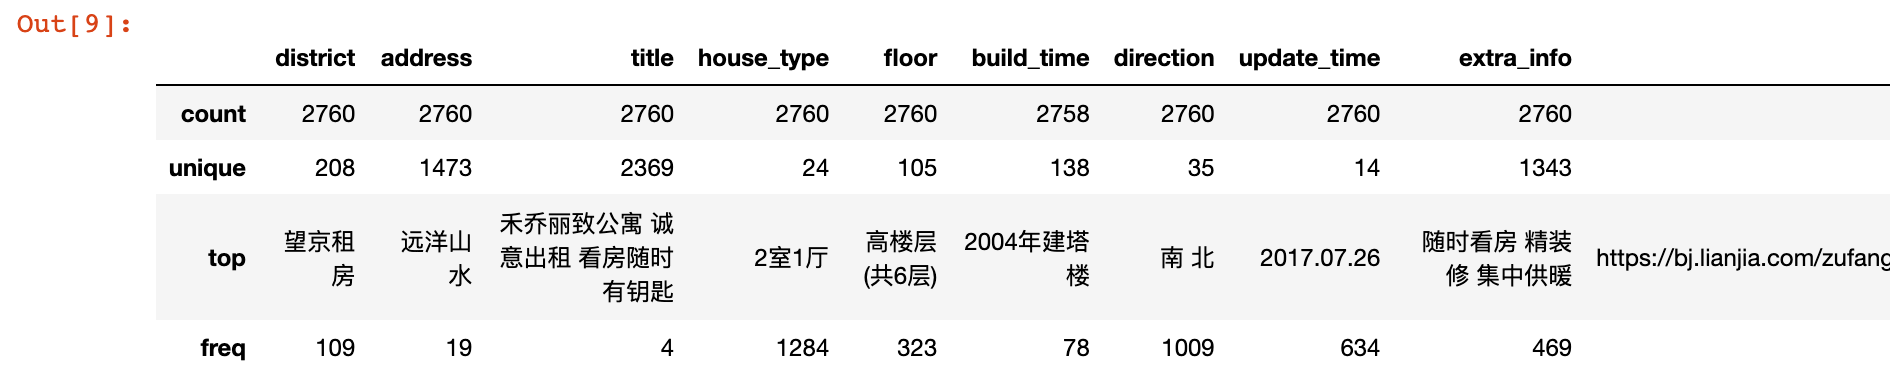 Out[9]:
district address title house_type floor build_time direction update_time extra_info
count 2760 2760 2760 2760 2760 2758 2760 2760 2760
unique 208 1473 2369 24 105 138 35 14 1343
禾乔丽致公寓 诚
望京租 远洋山 意出租 看房随时 高楼层 2004年建塔 随时看房 精装
top 2室1厅 南 北 2017.07.26 https://bj.lianjia.com/zufang
房 水 有钥匙 (共6层) 楼 修 集中供暖
freq 109 19 4 1284 323 78 1009 634 469